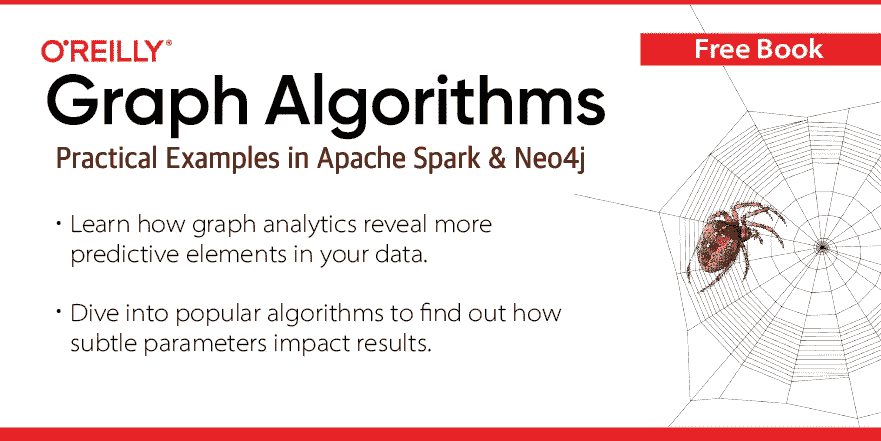 O'REILLY®
Free Book
Graph Algorithms
Practical Examples in Apache Spark & Neo4j
• Learn how graph analytics reveal more
predictive elements in your data.
• Dive into popular algorithms to find out how
subtle parameters impact results.